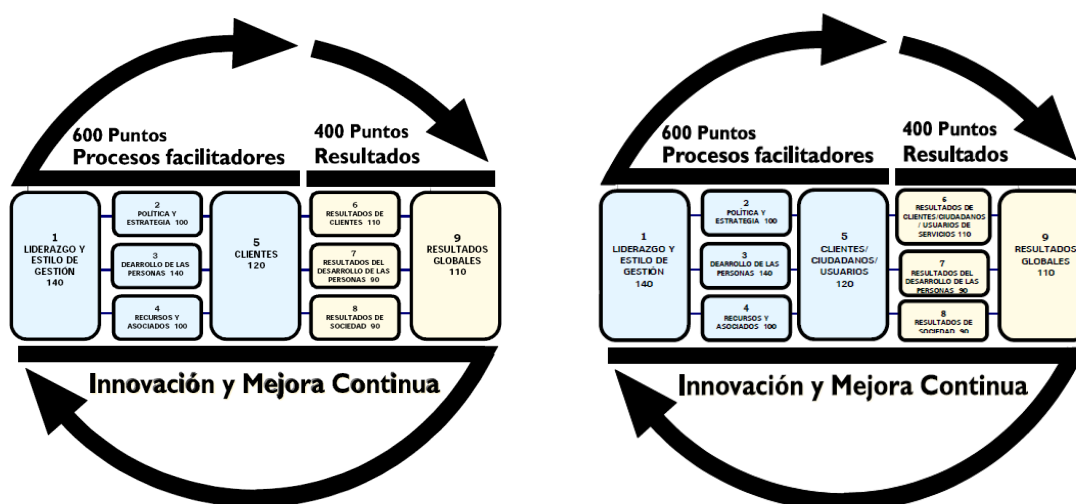 600 Puntos
Procesos facilitadores
400 Puntos
Resultados
1
LIDERAZGO Y
ESTILO DE
GESTIÓN
140
2
POLÍTICA Y
ESTRATEGIA 100
3
DEARROLLO DE LAS
PERSONAS 140
4
RECURSOS Y
ASOCIADOS 100
5
CLIENTES
120
6
RESULTADOS DE
CLIENTES 110
7
RESULTADOS DEL
DESARROLLO DE LAS
PERSONAS 90
8
RESULTADOS DE
SOCIEDAD 90
9
RESULTADOS
GLOBALES
110
Innovación y Mejora Continua
600 Puntos
Procesos facilitadores
400 Puntos
Resultados
1
LIDERAZGO Y
ESTILO DE
GESTIÓN
140
2
POLÍTICA Y
ESTRATEGIA 100
3
DEARROLLO DE LAS
PERSONAS 140
4
RECURSOS Y
ASOCIADOS 100
5
CLIENTES/
CIUDADANOS/
USUARIOS
120
6
RESULTADOS DE
CLIENTES/CIUDADANOS
/ USUARIOS DE
SERVICIOS 110
7
RESULTADOS DEL
DESARROLLO DE LAS
PERSONAS 90
8
RESULTADOS DE
SOCIEDAD 90
9
RESULTADOS
GLOBALES
110
Innovación y Mejora Continua